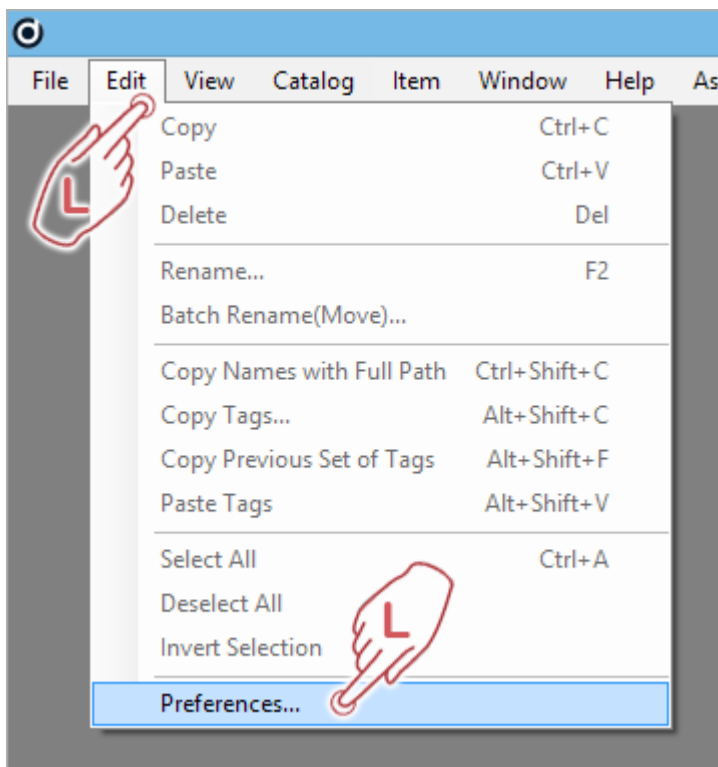 File Edit View Catalog Item Window Help As
Copy Ctrl+C
Paste Ctrl+V
Delete Del
Rename... F2
Batch Rename(Move)...
Copy Names with Full Path Ctrl+Shift+C
Copy Tags... Alt+Shift+C
Copy Previous Set of Tags Alt+Shift+F
Paste Tags Alt+Shift+V
Select All Ctrl+A
Deselect All
Invert Selection
Preferences...
L
L